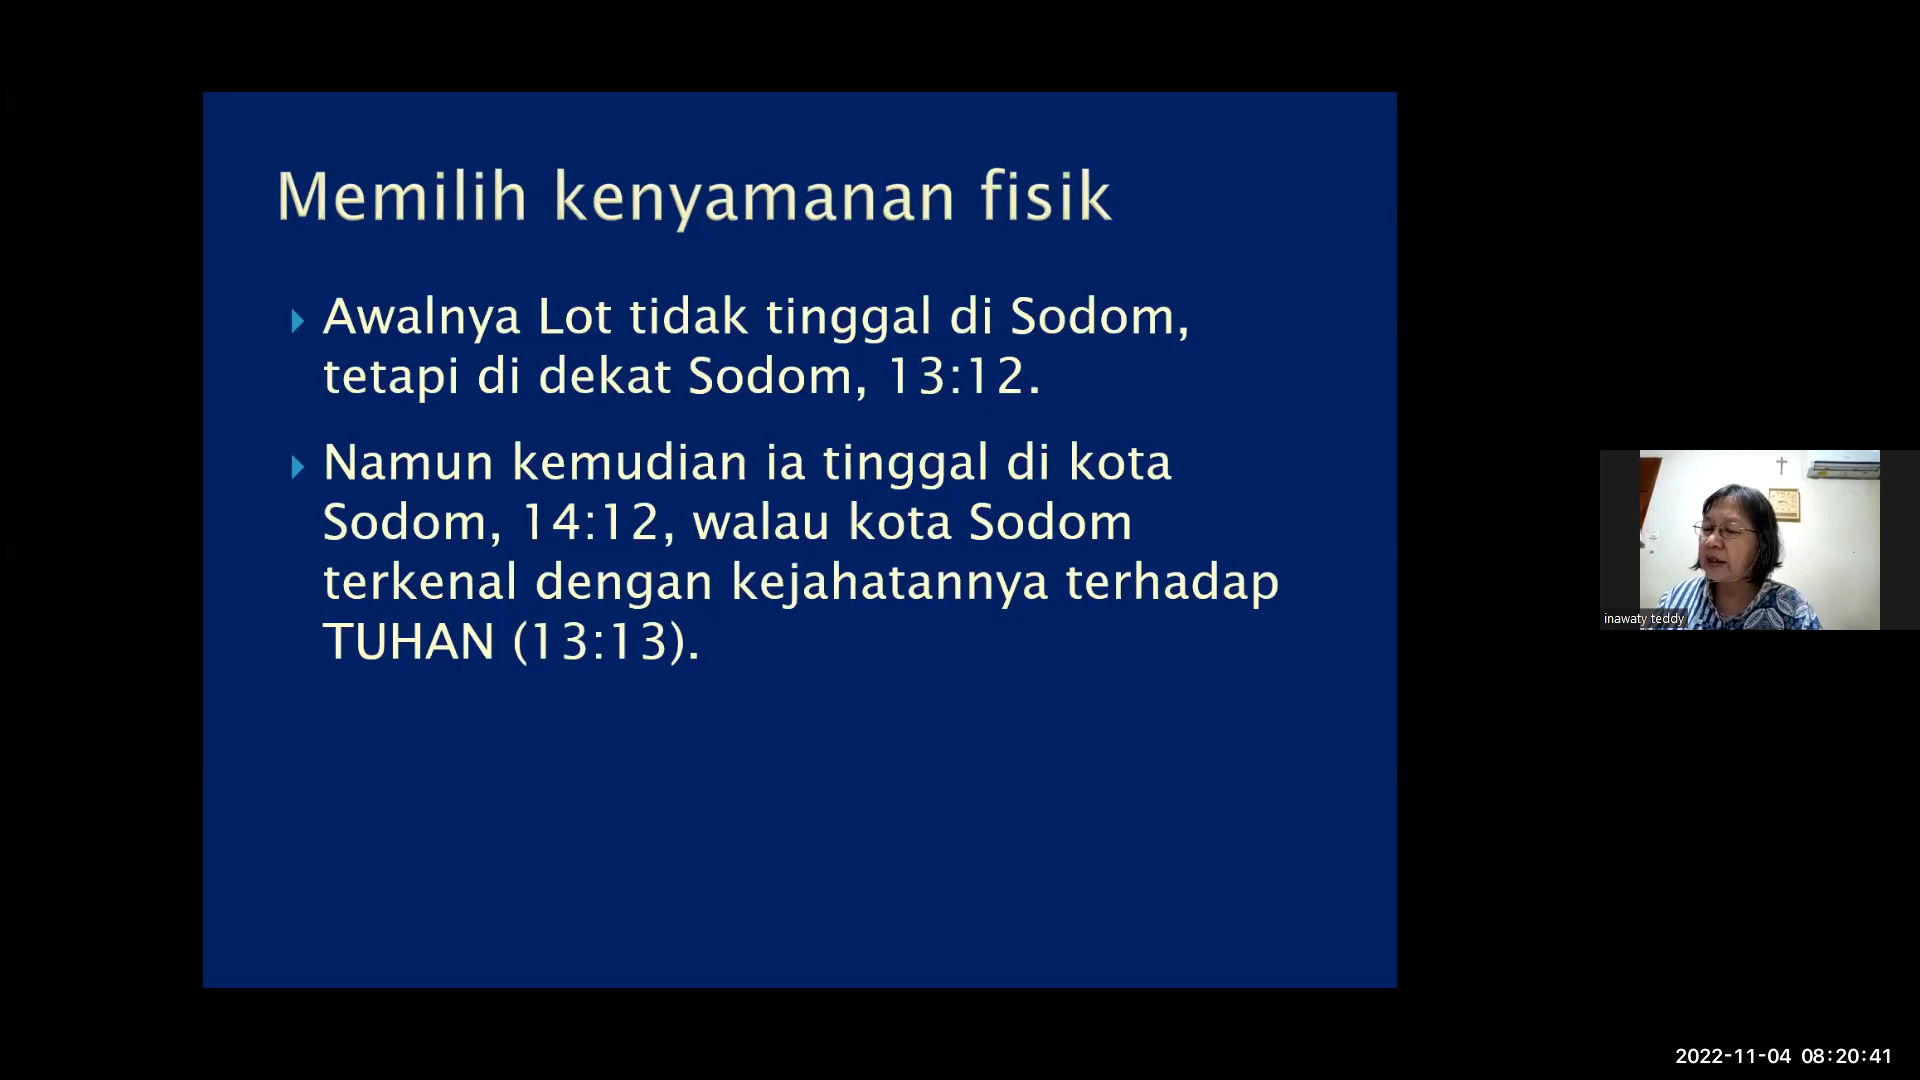 Memilih kenyamanan fisik
Awalnya Lot tidak tinggal di Sodom,
tetapi di dekat Sodom, 13:12.
Namun kemudian ia tinggal di kota
Sodom, 14:12, walau kota Sodom
terkenal dengan kejahatannya terhadap
TUHAN (13:13).
inawaty teddy
2022-11-04 08:20:41